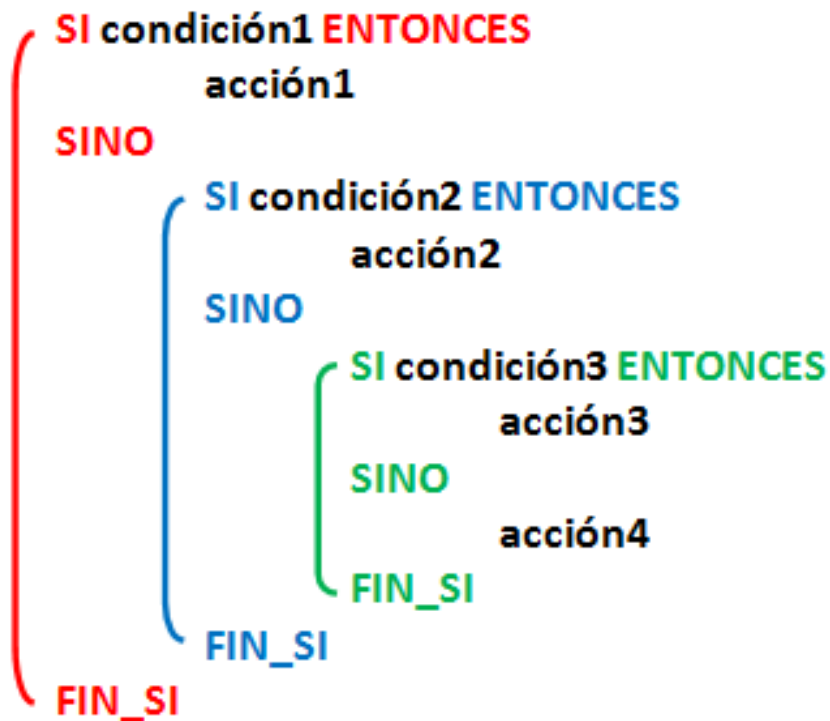 SI condición1 ENTONCES
acción1
SINO
SI condición2 ENTONCES
acción2
SINO
SI condición3 ENTONCES
acción3
SINO
acción4
FIN_SI
FIN_SI
FIN_SI